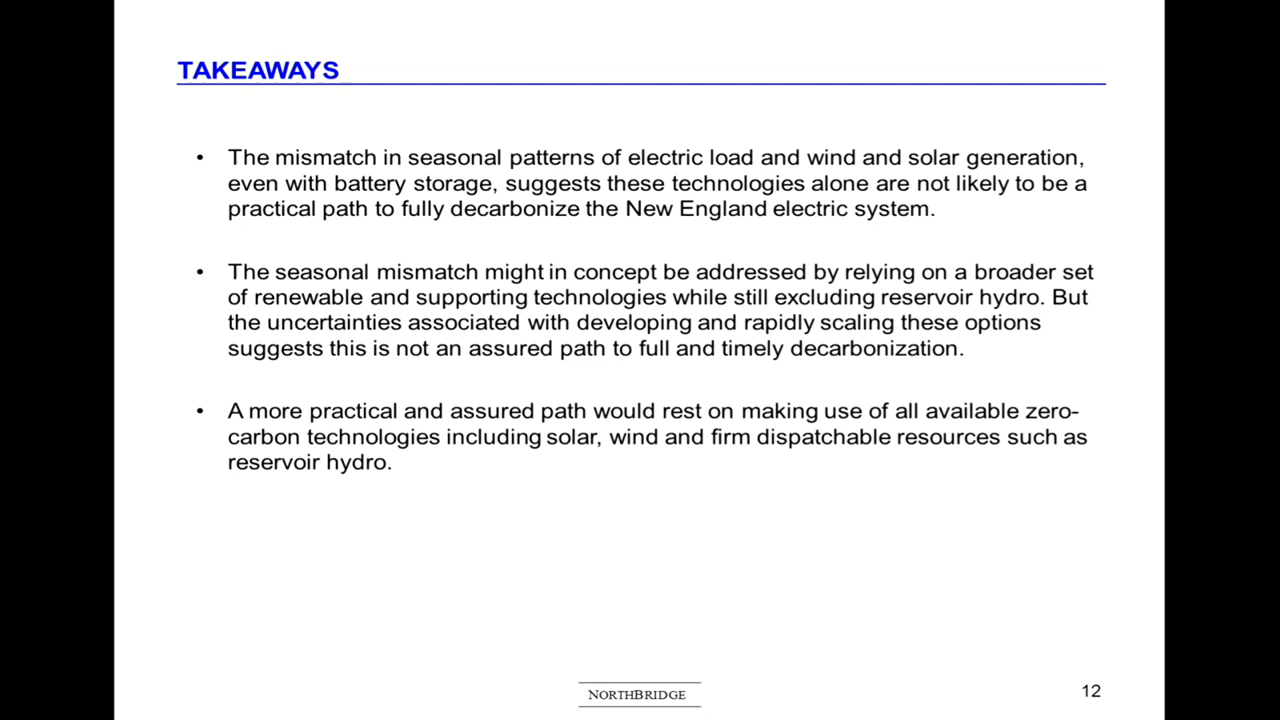 TAKEAWAYS
• The mismatch in seasonal patterns of electric load and wind and solar generation,
even with battery storage, suggests these technologies alone are not likely to be a
practical path to fully decarbonize the New England electric system.
• The seasonal mismatch might in concept be addressed by relying on a broader set
of renewable and supporting technologies while still excluding reservoir hydro. But
the uncertainties associated with developing and rapidly scaling these options
suggests this is not an assured path to full and timely decarbonization.
• A more practical and assured path would rest on making use of all available zero-
carbon technologies including solar, wind and firm dispatchable resources such as
reservoir hydro.
NORTHBRIDGE
12